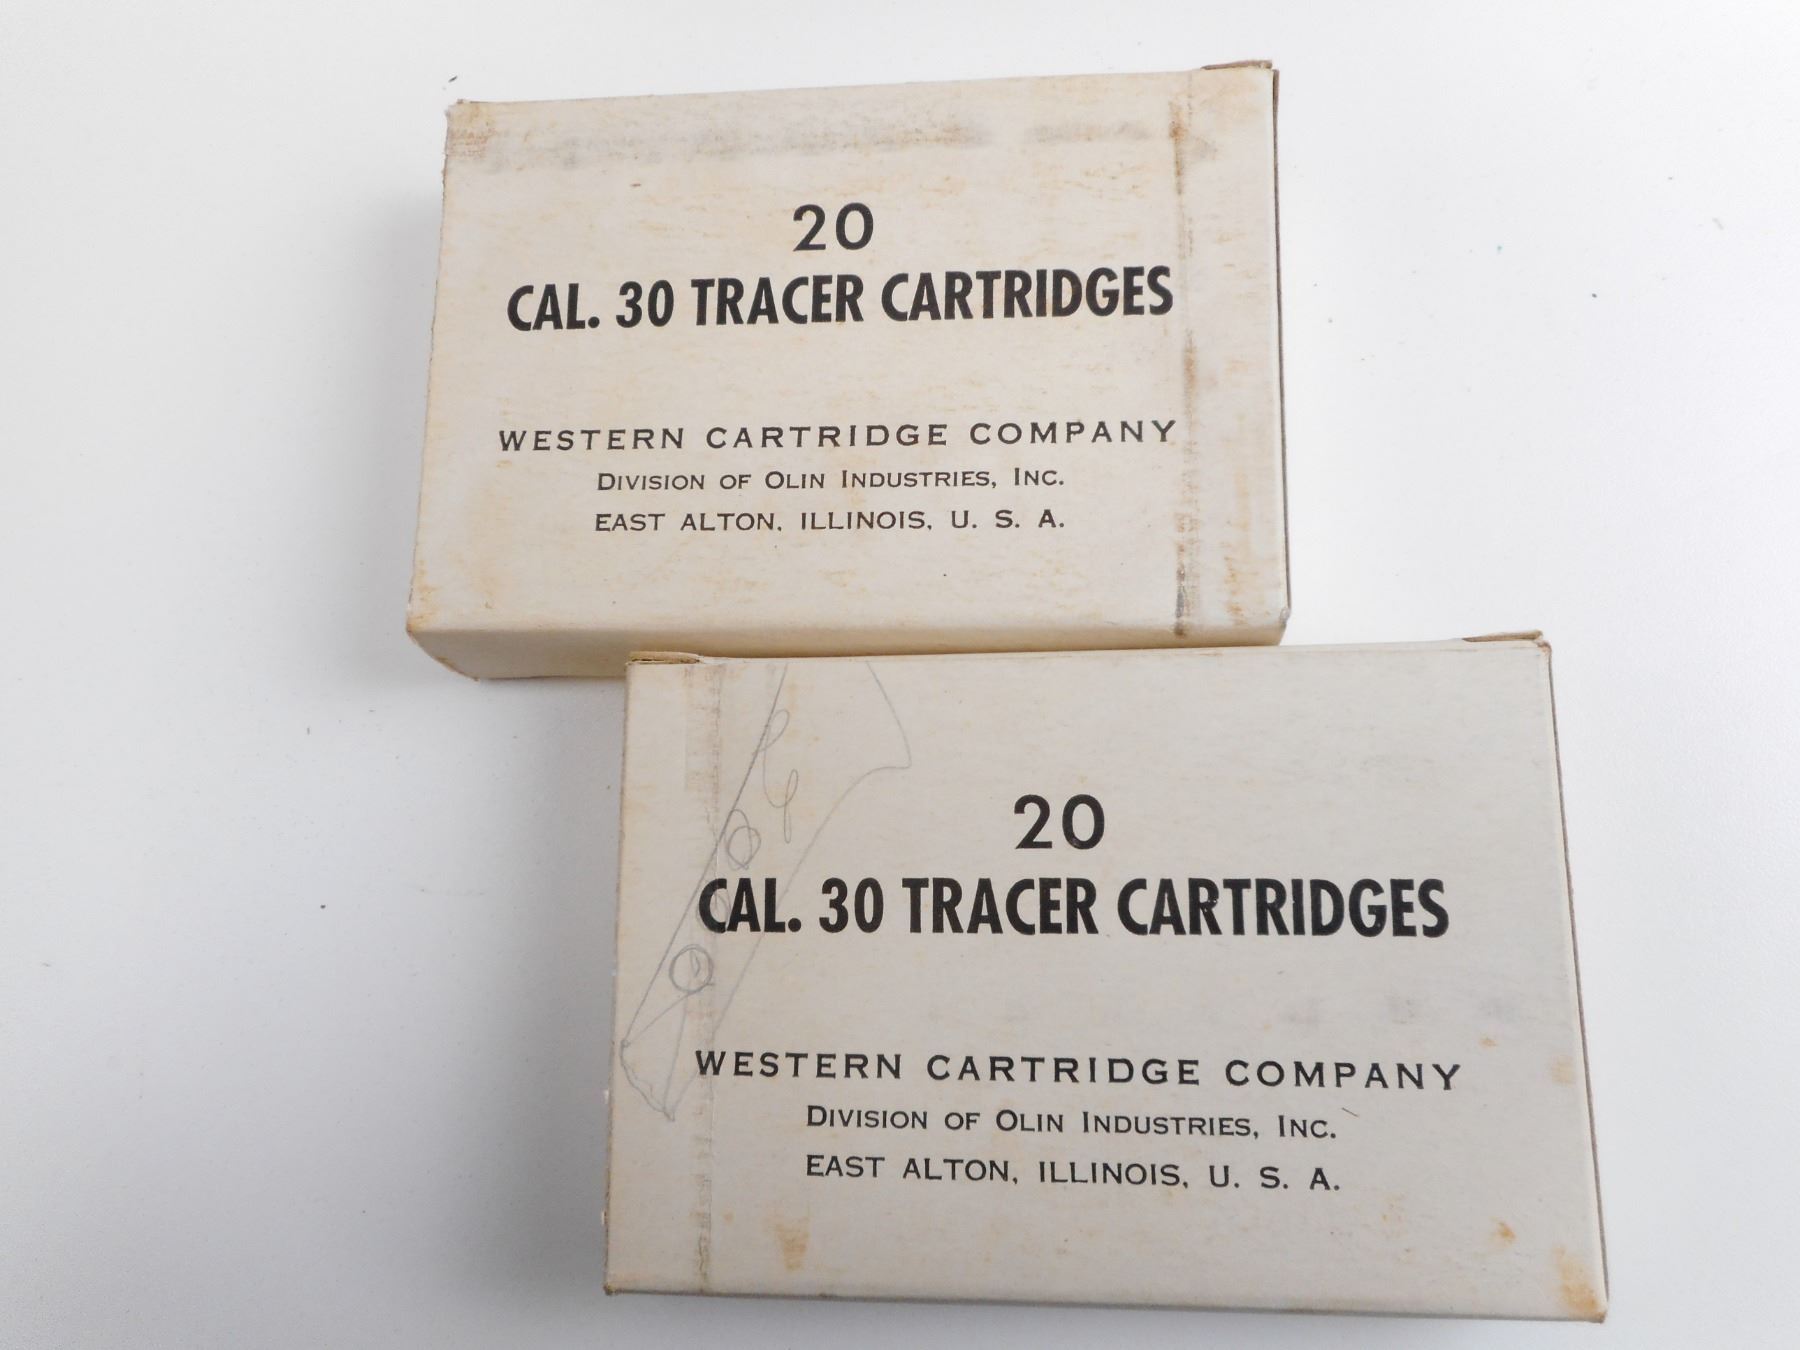 20
CAL. 30 TRACER CARTRIDGES
WESTERN CARTRIDGE COMPANY
DIVISION OF OLIN INDUSTRIES, INC.
EAST ALTON, ILLINOIS, U. S. A.
20
CAL. 30 TRACER CARTRIDGES
WESTERN CARTRIDGE COMPANY
DIVISION OF OLIN INDUSTRIES, INC.
EAST ALTON, ILLINOIS, U. S. A.